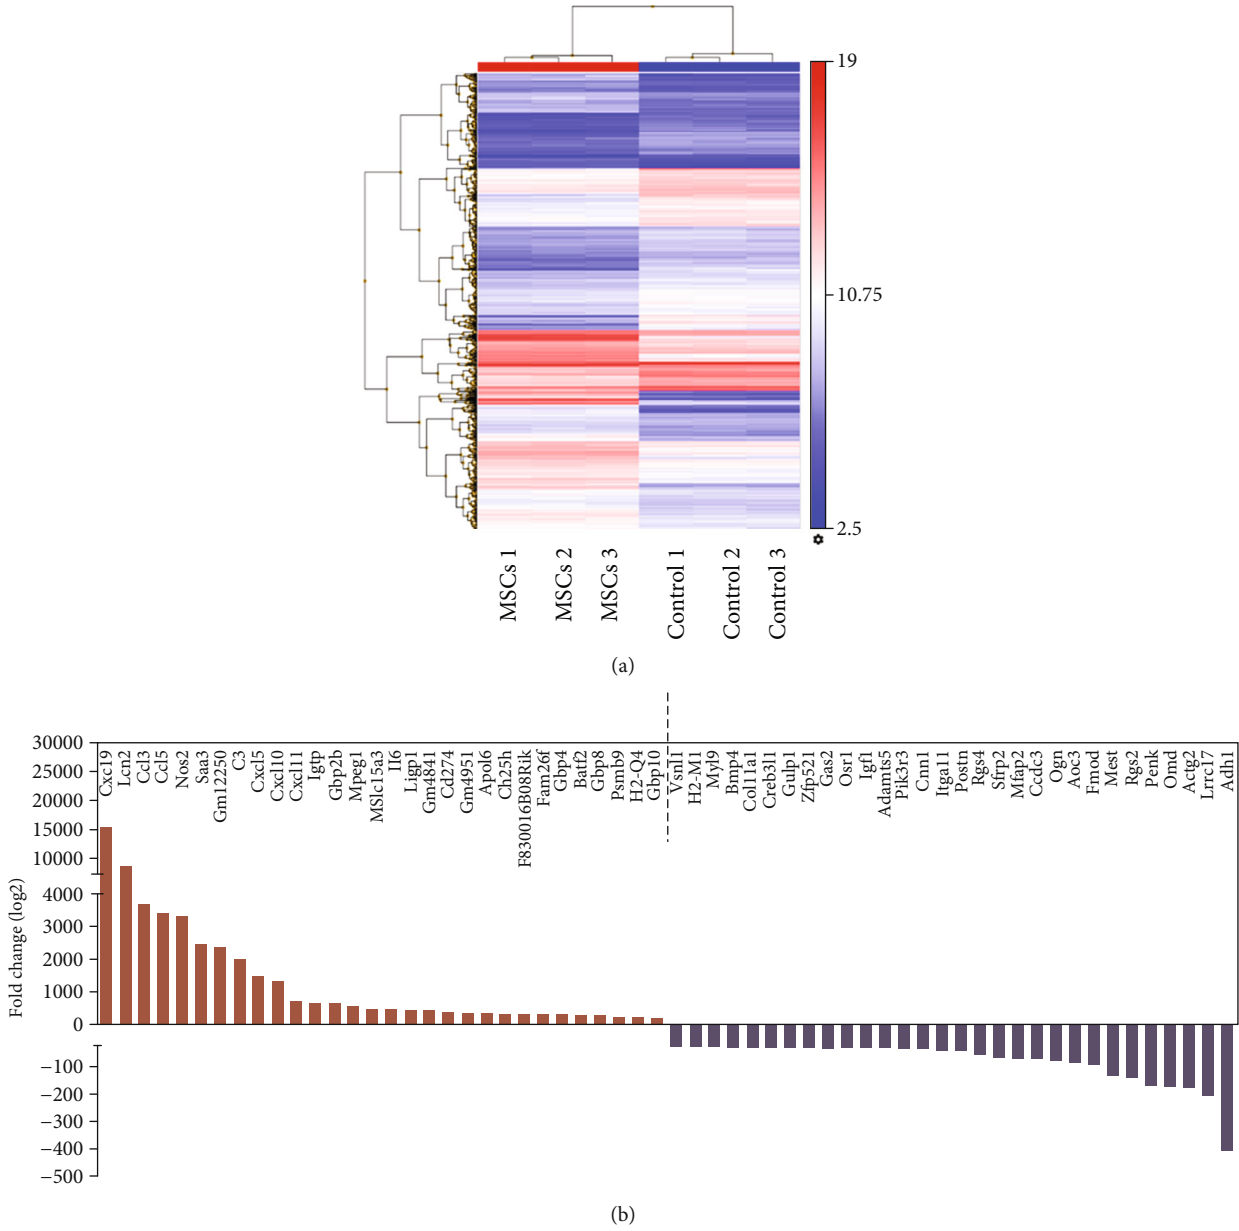 19
10.75
2.5
MSCs 1
MSCs 2
MSCs 3
Control 1
Control 2
Control 3
(a)
30000
25000
20000
15000
10000
4000
3000
2000
1000
0
−100
−200
−300
−400
−500
Fold change (log2)
Cxc19
Lcn2
Ccl3
Ccl5
Nos2
Saa3
Gm12250
C3
Cxcl5
Cxcl10
Cxcl11
Igtp
Gbp2b
Mpeg1
MSlc15a3
Il6
Ligp1
Gm4841
Cd274
Gm4951
Apol6
Ch25h
F830016B08Rik
Fam26f
Gbp4
Batf2
Gbp8
Psmb9
H2-Q4
Gbp10
Vsnl1
H2-M1
Myl9
Bmp4
Col11a1
Creb3l1
Gulp1
Zfp521
Gas2
Osr1
Igf1
Adamts5
Pik3r3
Cnn1
Itga11
Postn
Rgs4
Sfrp2
Mfap2
Ccdc3
Ogn
Aoc3
Fmod
Mest
Rgs2
Penk
Omd
Actg2
Lrrc17
Adh1
(b)